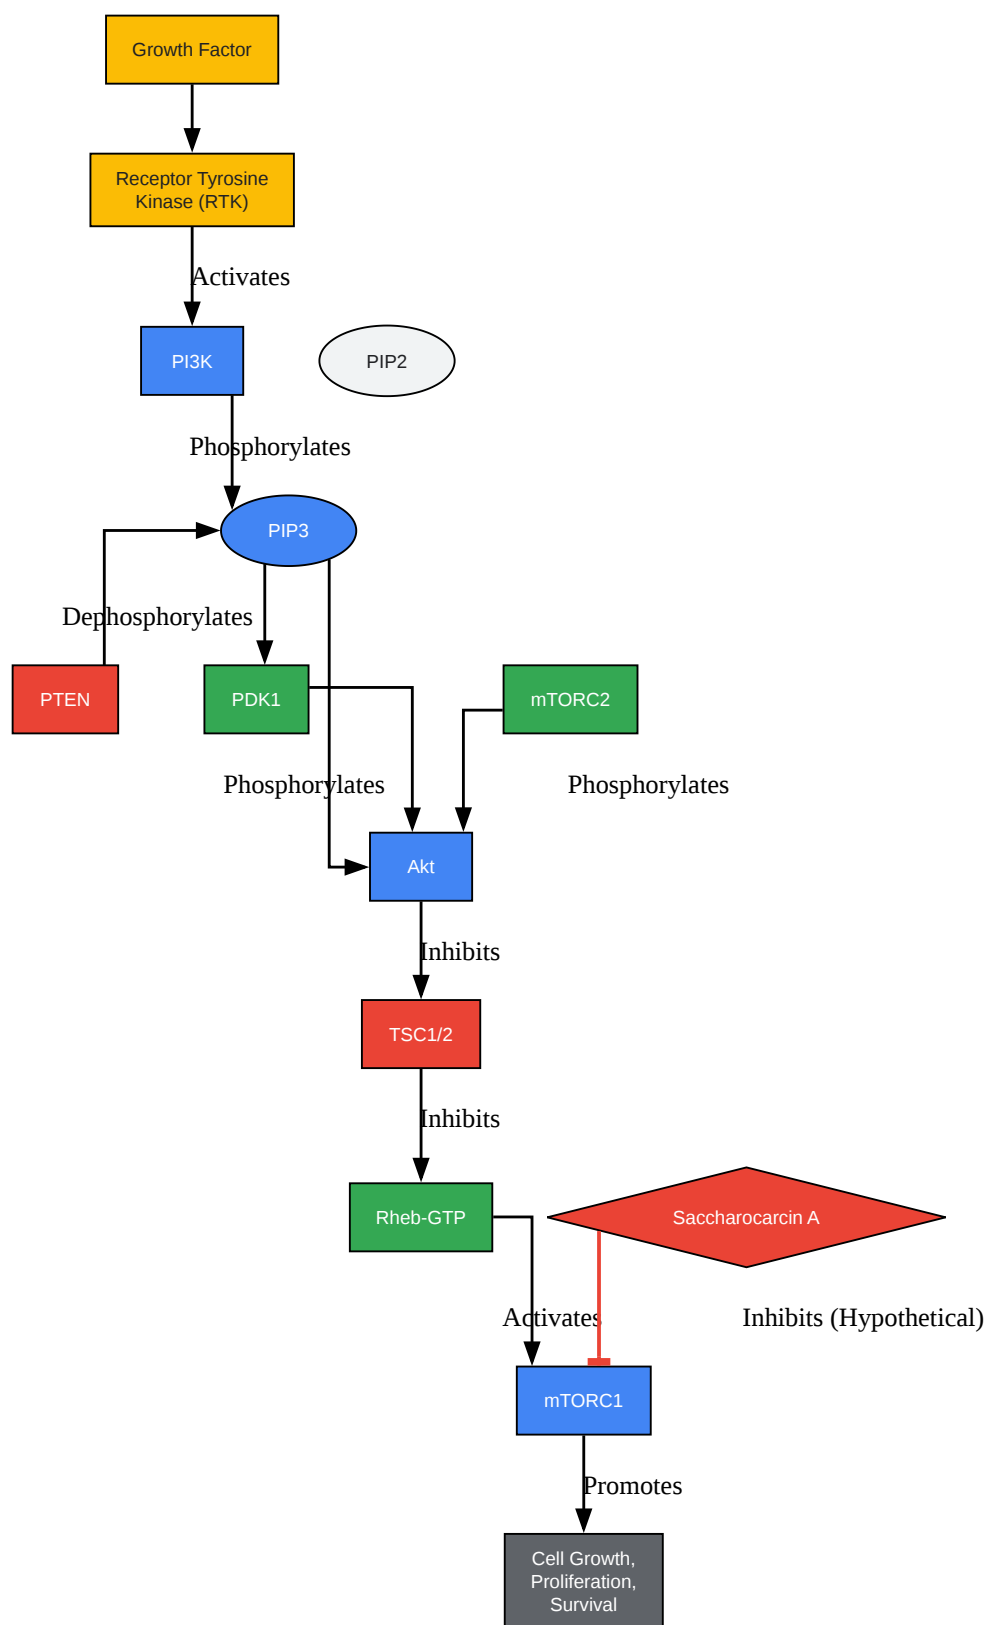 Growth Factor
Receptor Tyrosine
Kinase (RTK)
Activates
PI3K
PIP2
Phosphorylates
PIP3
Dephosphorylates
PTEN
PDK1
mTORC2
Phosphorylates
Phosphorylates
Akt
Inhibits
TSC1/2
Inhibits
Rheb-GTP
Saccharocarcin A
Activates
Inhibits (Hypothetical)
mTORC1
Promotes
Cell Growth,
Proliferation,
Survival